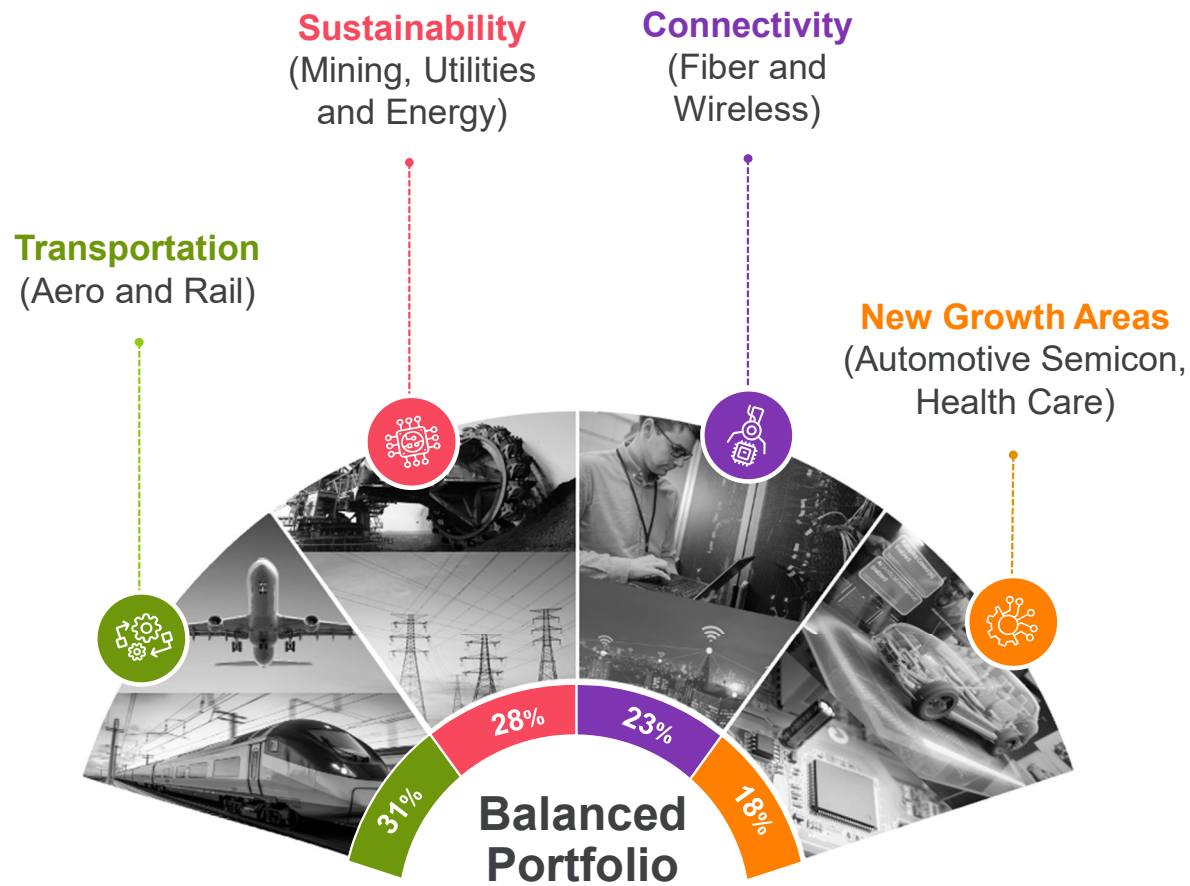 Sustainability
(Mining, Utilities
and Energy)
Connectivity
(Fiber and
Wireless)
Transportation
(Aero and Rail)
New Growth Areas
(Automotive Semicon,
Health Care)
31%
28%
23%
18%
Balanced
Portfolio